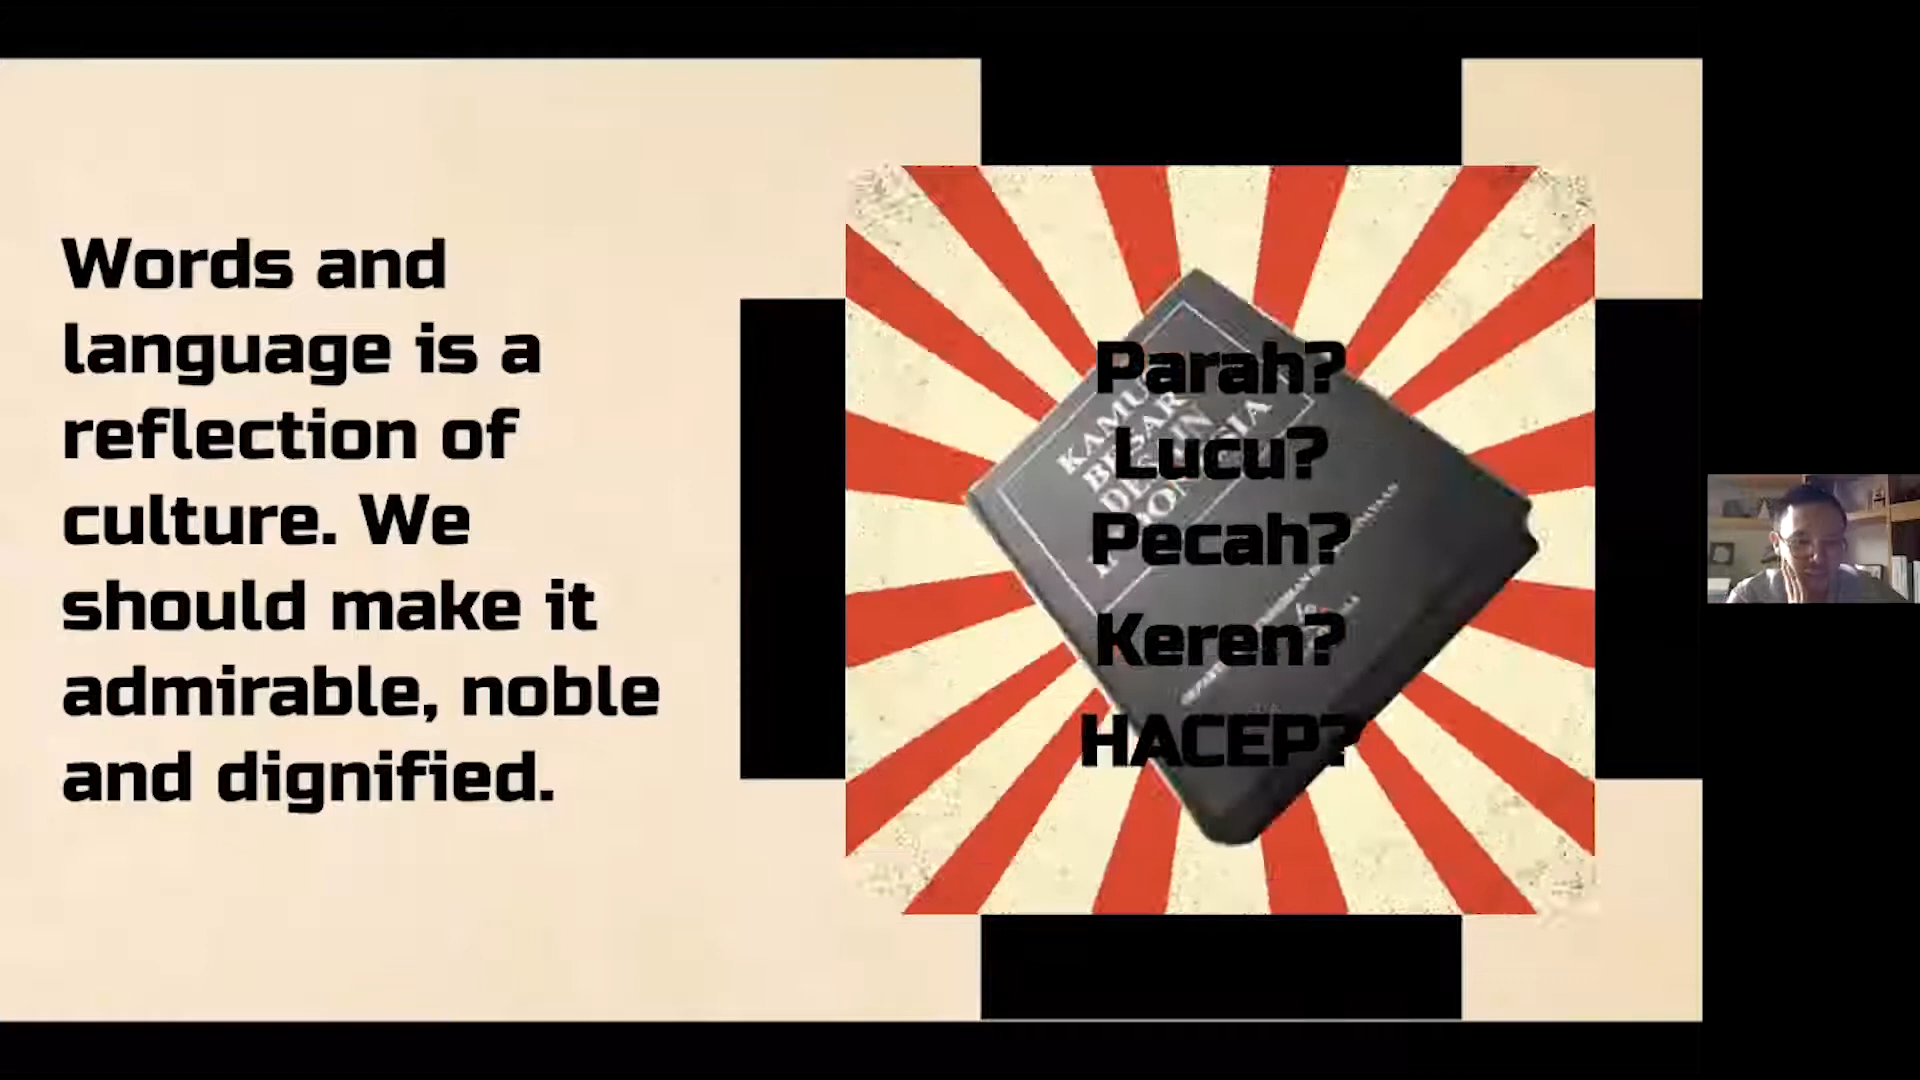 Words and
language is a
reflection of
culture. We
should make it
admirable, noble
and dignified.
Parah?
Lucu?
Pecah?
Keren?
HACEP?
BESAR